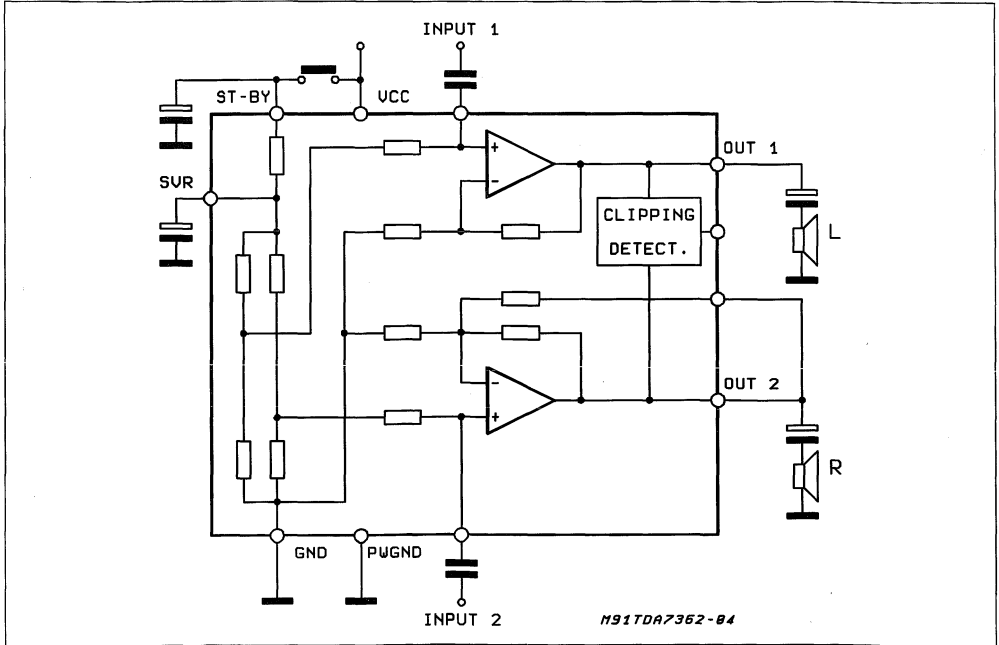 INPUT 1
ST-BY
VCC
+
-
OUT 1
SVR
CLIPPING
DETECT.
L
-
+
OUT 2
R
GND
PWGND
INPUT 2
M91TDA7362-04